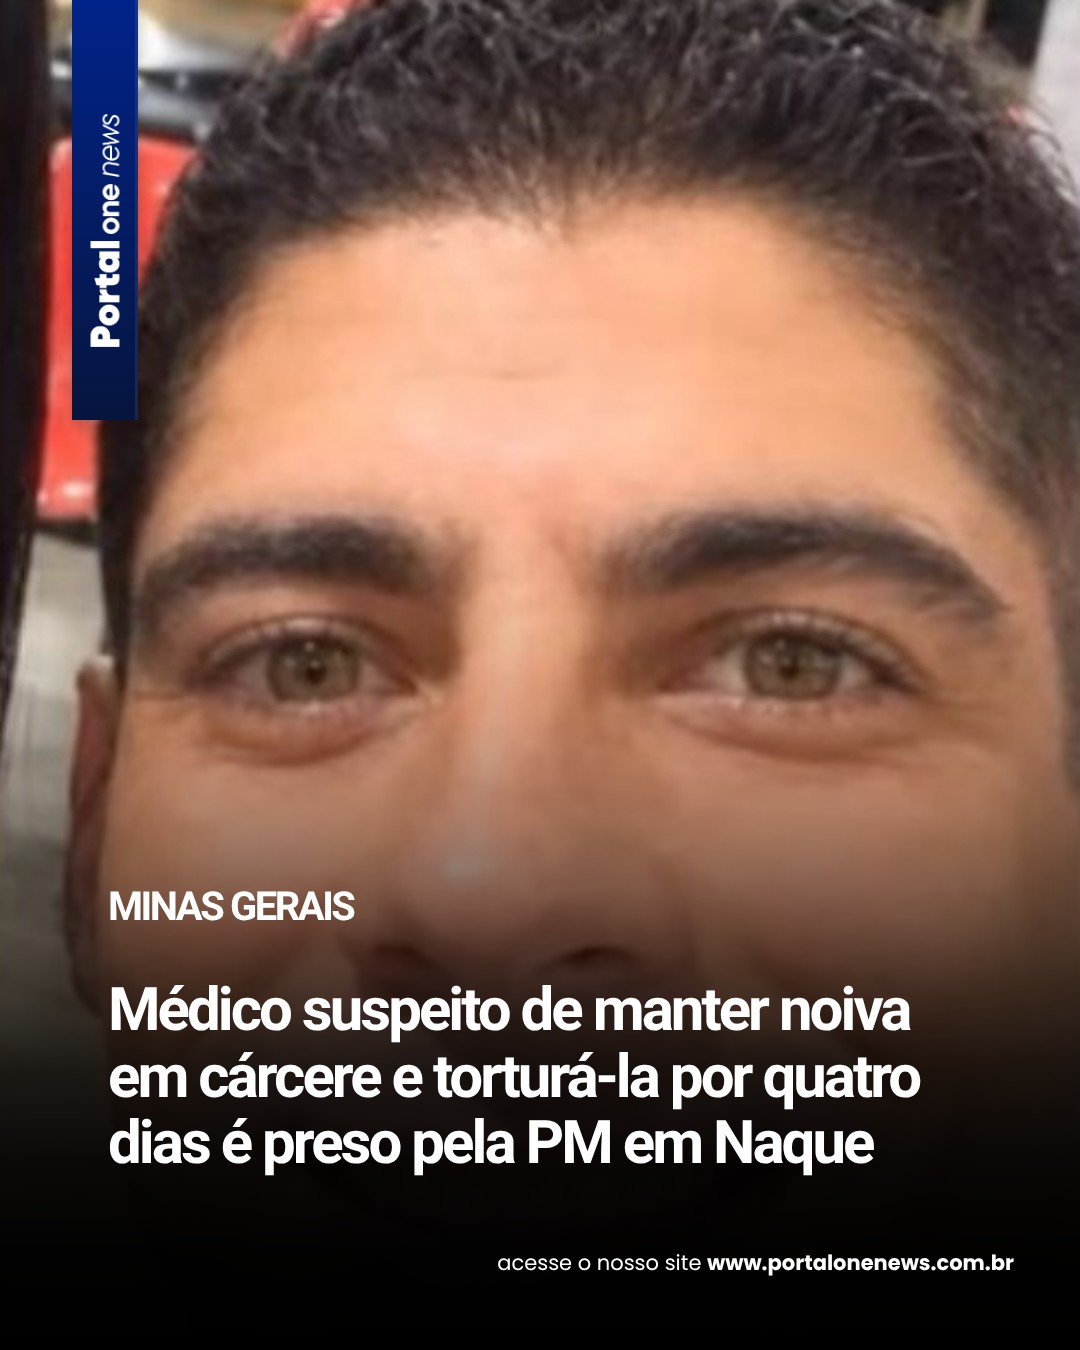 Portal one news
MINAS GERAIS
Médico suspeito de manter noiva
em cárcere e torturá-la por quatro
dias é preso pela PM em Naque
acesse o nosso site www.portalonenews.com.br